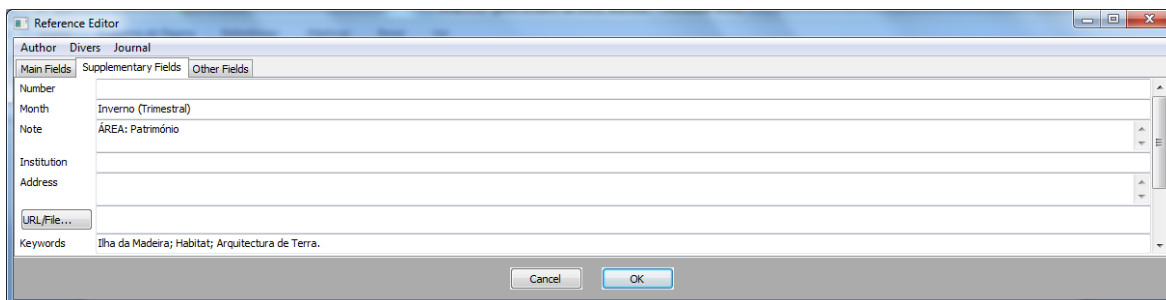 Reference Editor
Author Divers Journal
Main Fields Supplementary Fields Other Fields
Number
Month Inverno (Trimestral)
Note ÁREA: Património
Institution
Address
URL/File...
Keywords Ilha da Madeira; Habitat; Arquitectura de Terra.
Cancel OK